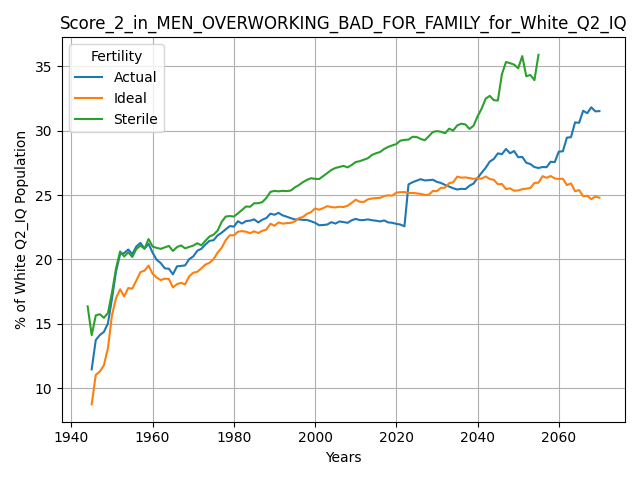 Score_2_in_MEN_OVERWORKING_BAD_FOR_FAMILY_for_White_Q2_IQ
Fertility
Actual
Ideal
Sterile
% of White Q2_IQ Population
35
30
25
20
15
10
1940
1960
1980
2000
2020
2040
2060
Years